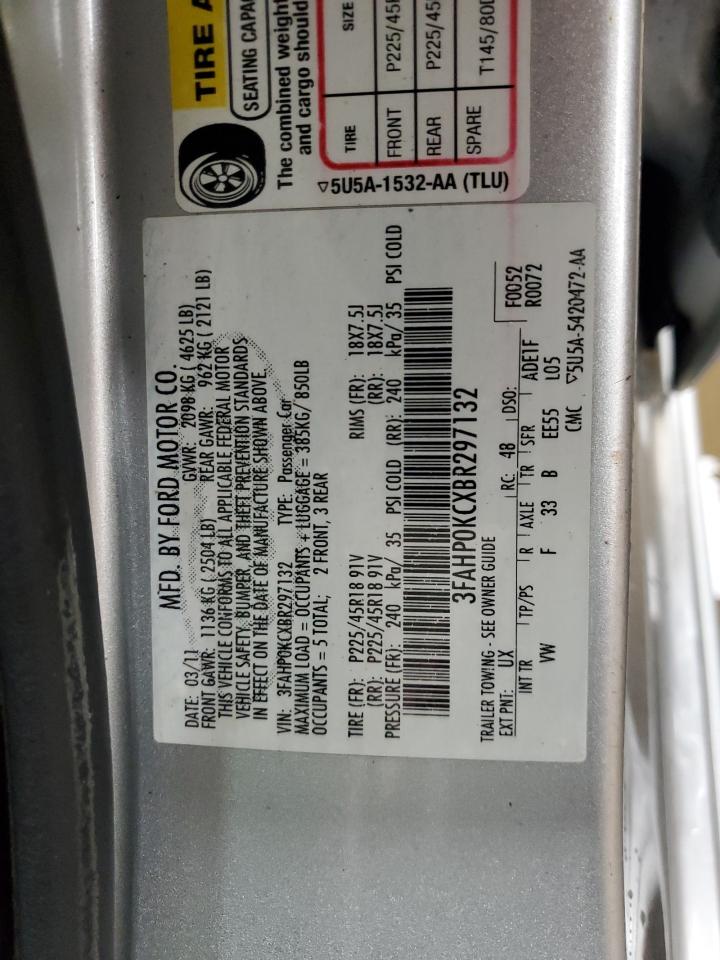 TIRE A
SEATING CAPA
The combined weight
and cargo should
TIRE SIZE
FRONT P225/45
REAR P225/45
SPARE T145/80
▽5U5A-1532-AA (TLU)
MFD. BY FORD MOTOR CO.
DATE: 03/11 GVWR: 2098 KG ( 4625 LB)
FRONT GAWR: 1136 KG ( 2504 LB) REAR GAWR: 962 KG ( 2121 LB)
THIS VEHICLE CONFORMS TO ALL APPLICABLE FEDERAL MOTOR
VEHICLE SAFETY, BUMPER, AND THEFT PREVENTION STANDARDS
IN EFFECT ON THE DATE OF MANUFACTURE SHOWN ABOVE.
VIN: 3FAHP0KCXBR297132 TYPE: Passenger Car
MAXIMUM LOAD = OCCUPANTS + LUGGAGE = 385KG/ 850LB
OCCUPANTS = 5 TOTAL; 2 FRONT, 3 REAR
TIRE (FR): P225/45R18 91V RIMS (FR): 18X7.5J
(RR): P225/45R18 91V (RR): 18X7.5J
PRESSURE (FR): 240 kPa/ 35 PSI COLD (RR): 240 kPa/ 35 PSI COLD
3FAHP0KCXBR297132
TRAILER TOWING - SEE OWNER GUIDE F0052
EXT PNT: UX RC: 48 DSO: R0072
INT TR TP/PS R AXLE TR SFR ADE1F
VW F 33 B EE55 L05
CMC ▽5U5A-5420472-AA